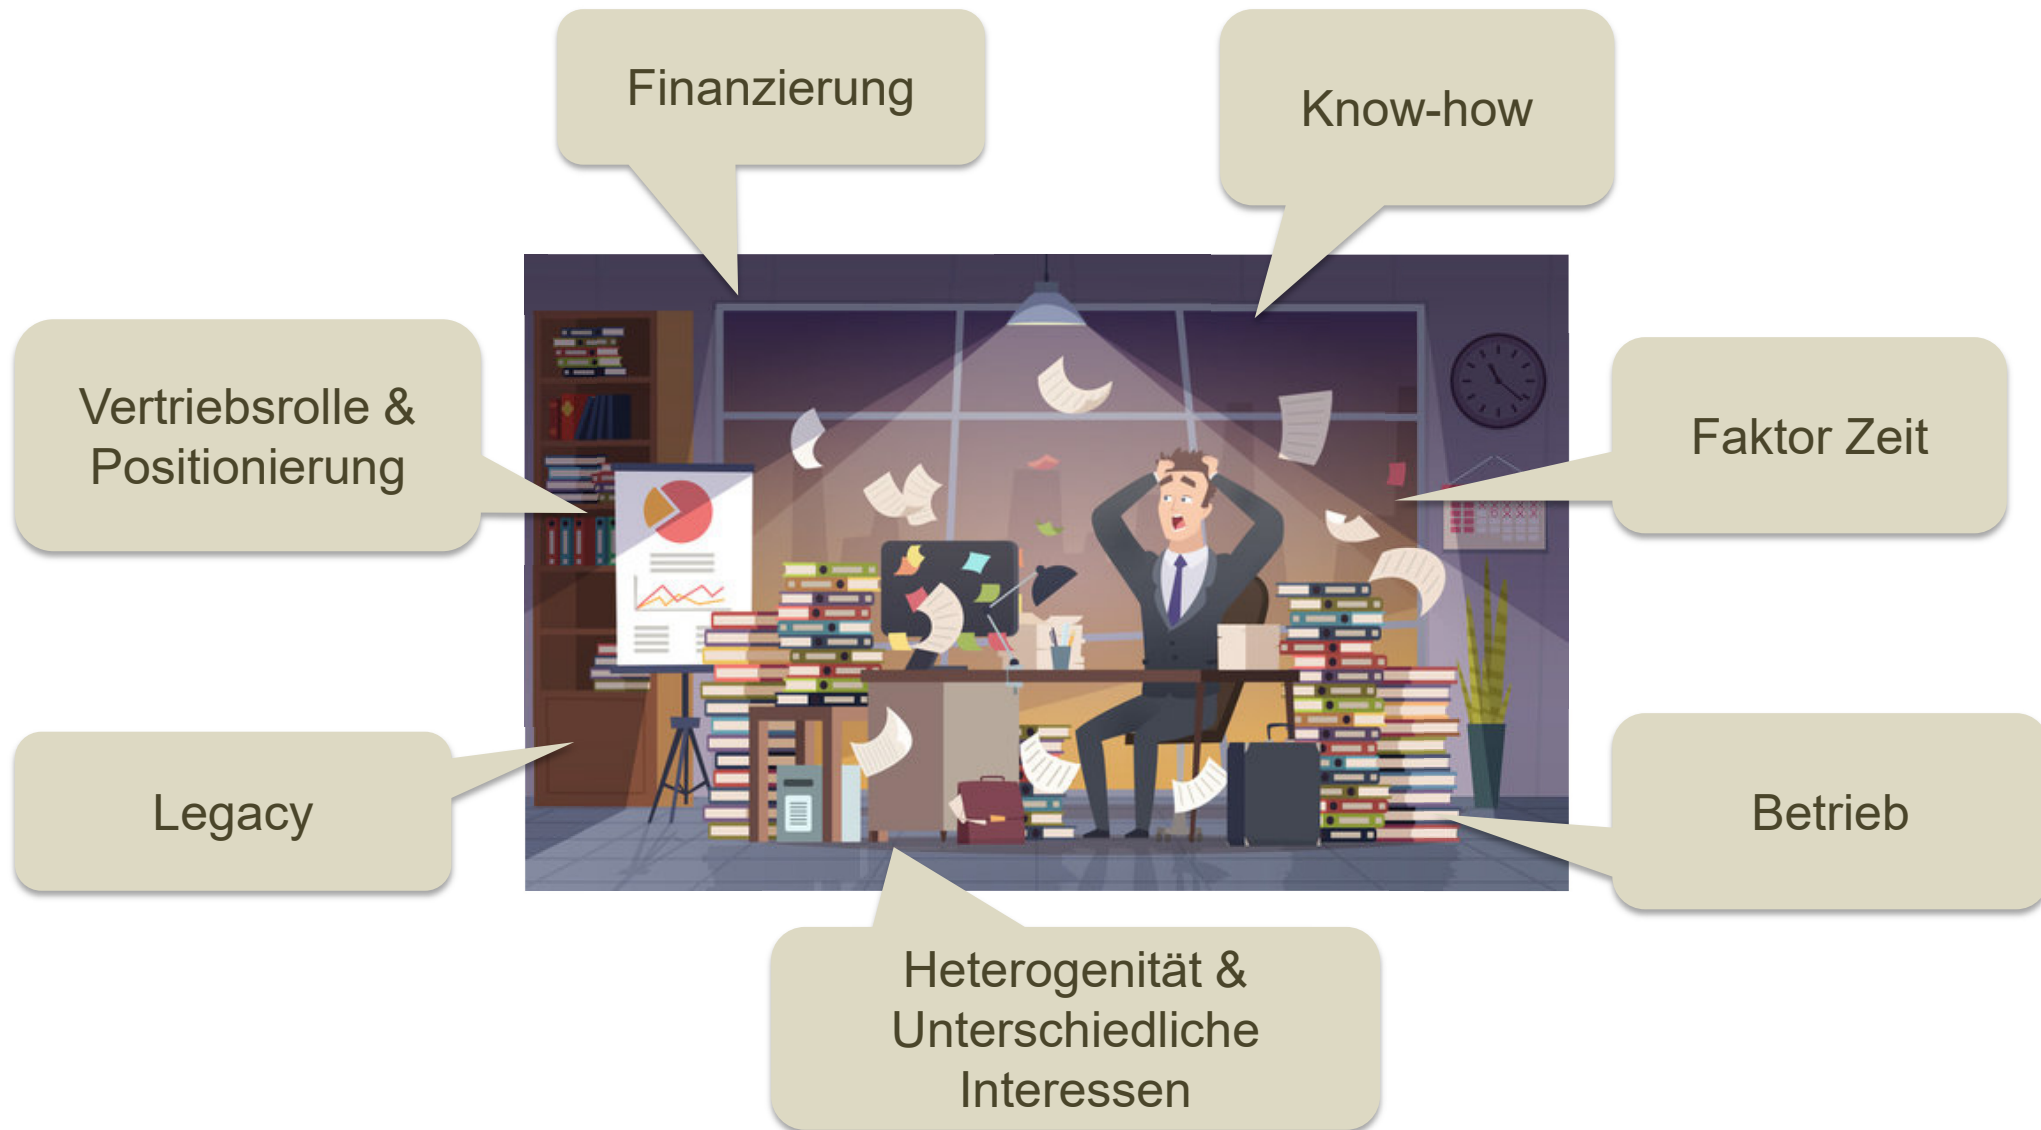 Finanzierung
Know-how
Vertriebsrolle &
Positionierung
Faktor Zeit
Legacy
Betrieb
Heterogenität &
Unterschiedliche
Interessen